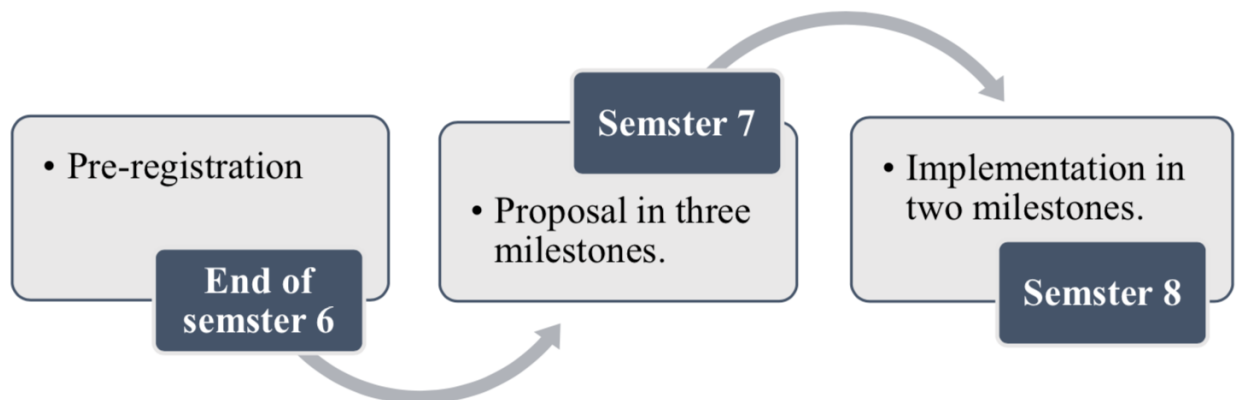 • Pre-registration
End of
semster 6
Semster 7
• Proposal in three
milestones.
• Implementation in
two milestones.
Semster 8